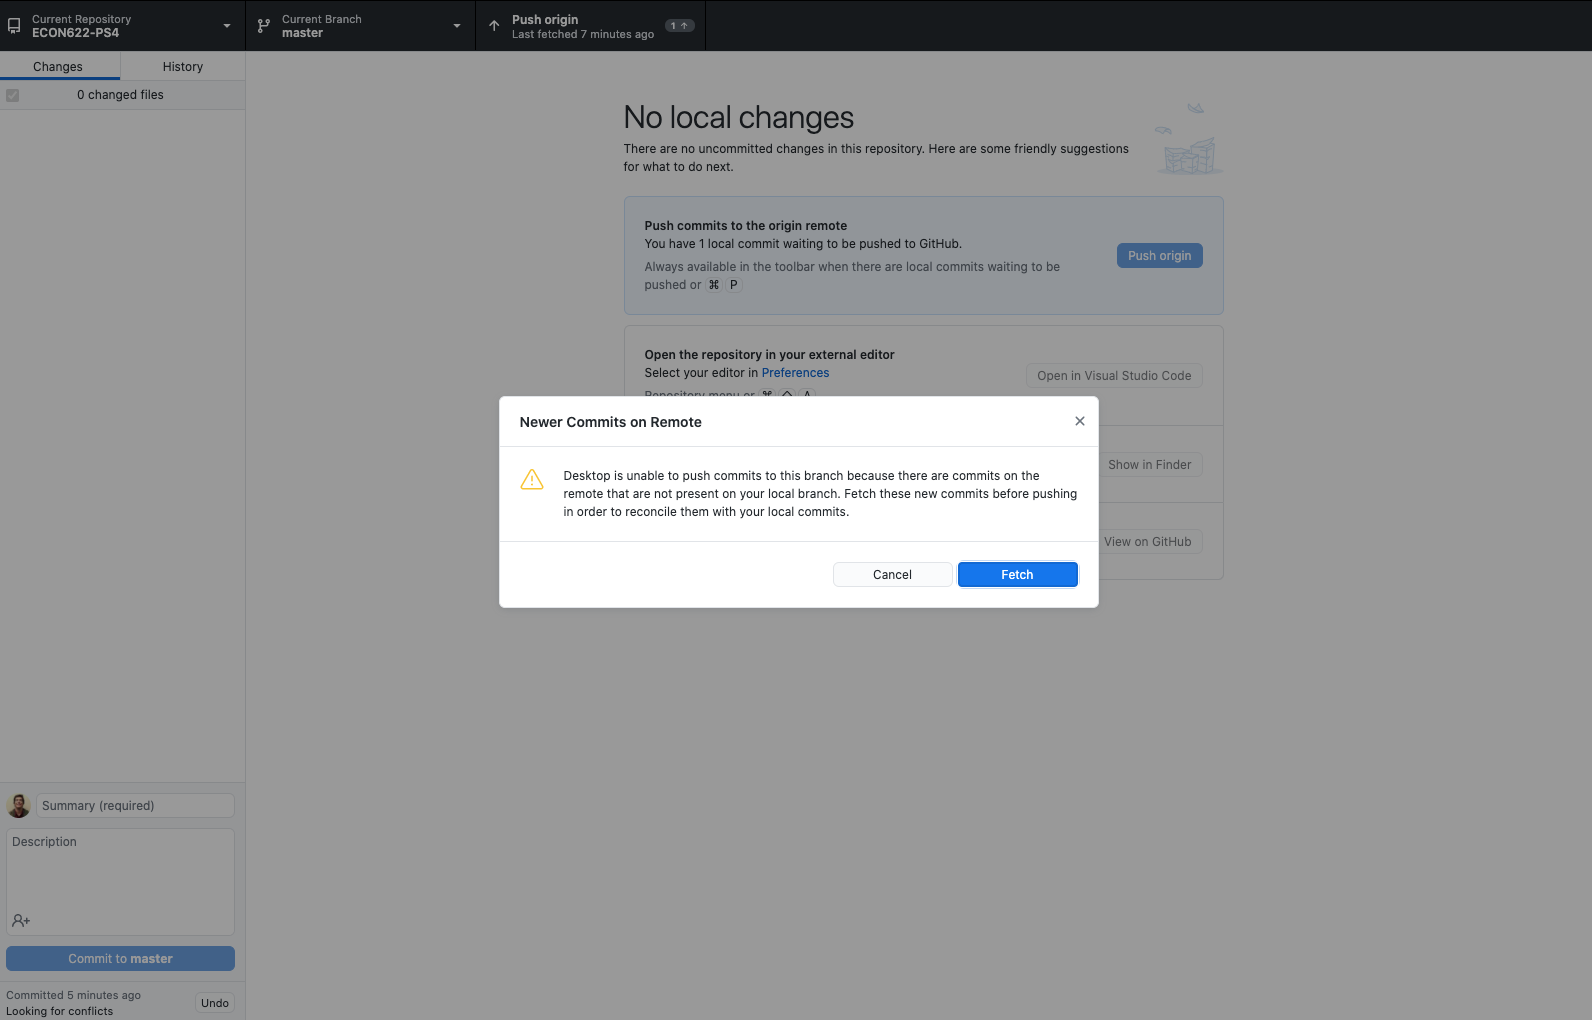 Current Repository
ECON622-PS4
Current Branch
master
Push origin
Last fetched 7 minutes ago
1
Changes
History
0 changed files
No local changes
There are no uncommitted changes in this repository. Here are some friendly suggestions
for what to do next.
Push commits to the origin remote
You have 1 local commit waiting to be pushed to GitHub.
Always available in the toolbar when there are local commits waiting to be
pushed or ⌘ P
Push origin
Open the repository in your external editor
Select your editor in Preferences
Repository menu or ⌘ ⇧ A
Open in Visual Studio Code
Newer Commits on Remote
Desktop is unable to push commits to this branch because there are commits on the
remote that are not present on your local branch. Fetch these new commits before pushing
in order to reconcile them with your local commits.
Cancel
Fetch
Show in Finder
View on GitHub
Summary (required)
Description
Commit to master
Committed 5 minutes ago
Looking for conflicts
Undo